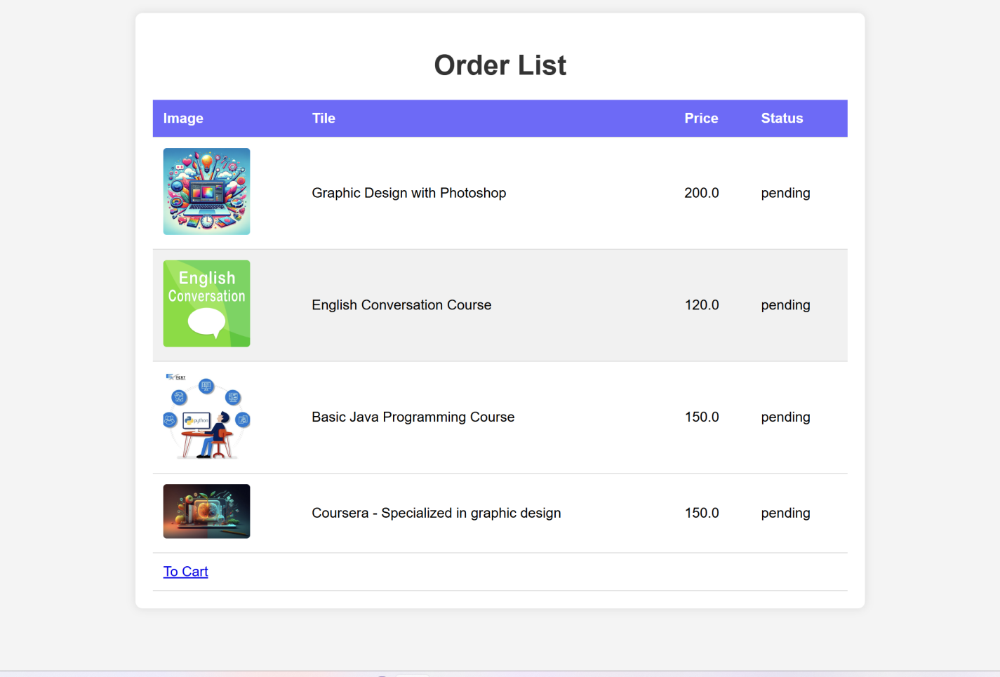 Order List
Image Tile Price Status
Graphic Design with Photoshop 200.0 pending
English
Conversation
English Conversation Course 120.0 pending
python
Basic Java Programming Course 150.0 pending
Coursera - Specialized in graphic design 150.0 pending
To Cart